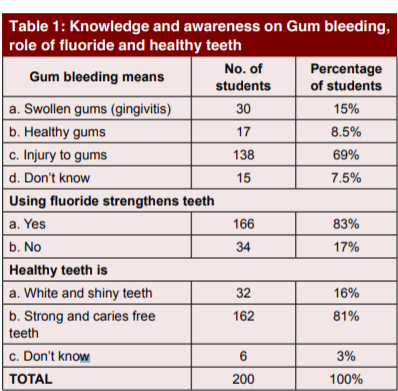 Table 1: Knowledge and awareness on Gum bleeding,
role of fluoride and healthy teeth
Gum bleeding means No. of students Percentage of students
a. Swollen gums (gingivitis) 30 15%
b. Healthy gums 17 8.5%
c. Injury to gums 138 69%
d. Don't know 15 7.5%
Using fluoride strengthens teeth
a. Yes 166 83%
b. No 34 17%
Healthy teeth is
a. White and shiny teeth 32 16%
b. Strong and caries free teeth 162 81%
c. Don't know 6 3%
TOTAL 200 100%